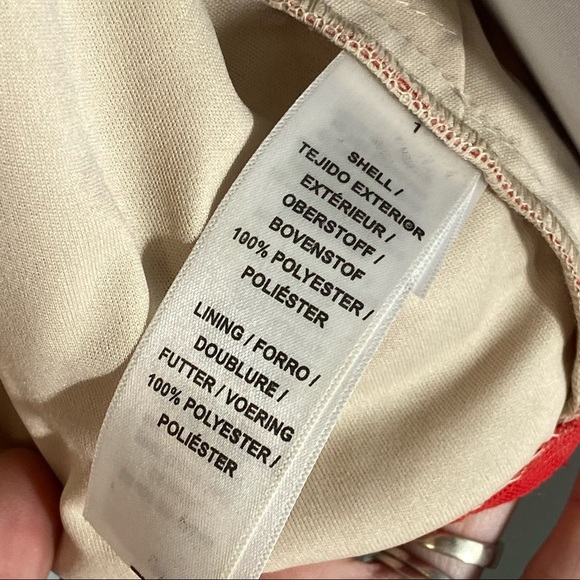 1
SHELL /
TEJIDO EXTERIOR
EXTÉRIEUR /
OBERSTOFF /
BOVENSTOF
100% POLYESTER /
POLIÉSTER
LINING / FORRO /
DOUBLURE /
FUTTER / VOERING
100% POLYESTER /
POLIÉSTER